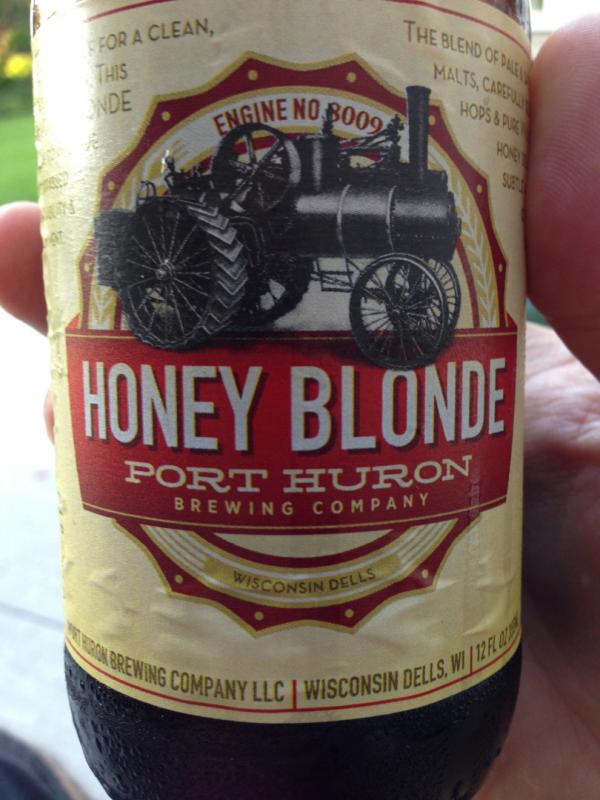 FOR A CLEAN,
THIS
THE BLEND OF PALE
MALTS, CAREFULLY
HOPS & PURE
HONEY
ENGINE NO. 8009
HONEY BLONDE
PORT HURON
BREWING COMPANY
WISCONSIN DELLS
PORT HURON BREWING COMPANY LLC | WISCONSIN DELLS, WI | 12 FL OZ